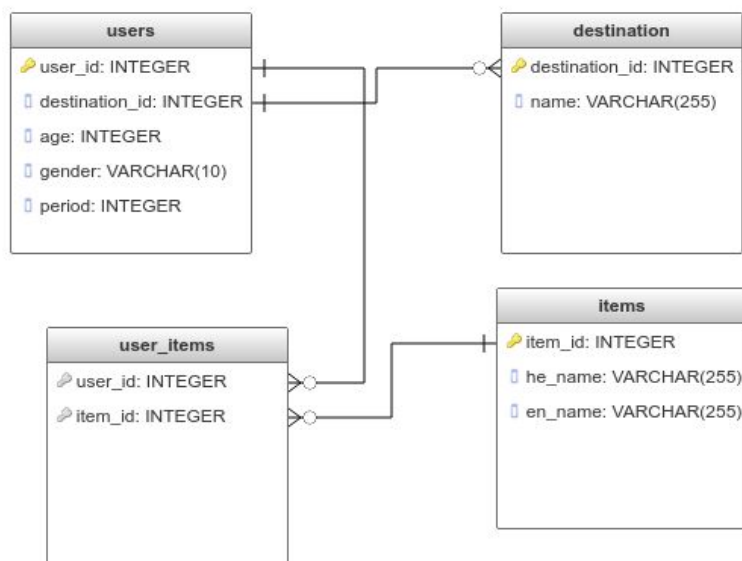 users
user_id: INTEGER
destination_id: INTEGER
age: INTEGER
gender: VARCHAR(10)
period: INTEGER
destination
destination_id: INTEGER
name: VARCHAR(255)
user_items
user_id: INTEGER
item_id: INTEGER
items
item_id: INTEGER
he_name: VARCHAR(255)
en_name: VARCHAR(255)